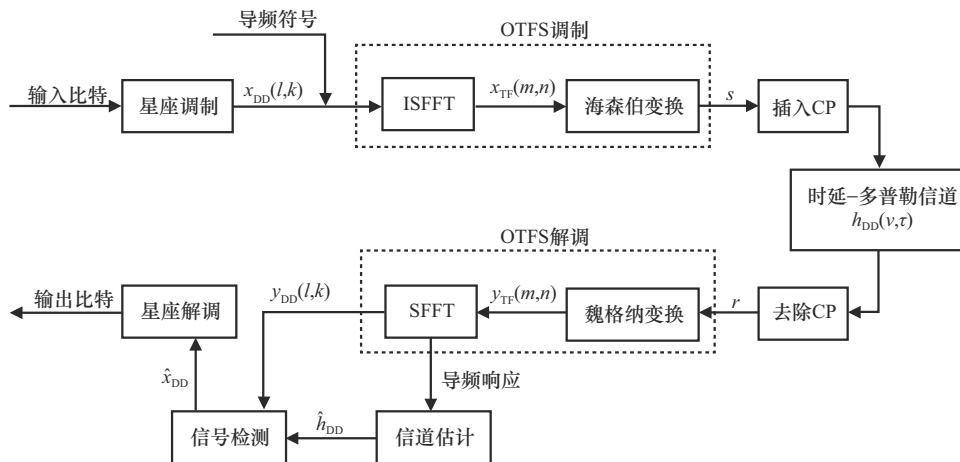 导频符号
OTFS调制
输入比特
星座调制
x_DD(l,k)
ISFFT
x_TF(m,n)
海森伯变换
s
插入CP
时延–多普勒信道
h_DD(v,τ)
OTFS解调
输出比特
星座解调
y_DD(l,k)
SFFT
y_TF(m,n)
魏格纳变换
r
去除CP
x̂_DD
导频响应
信号检测
ĥ_DD
信道估计